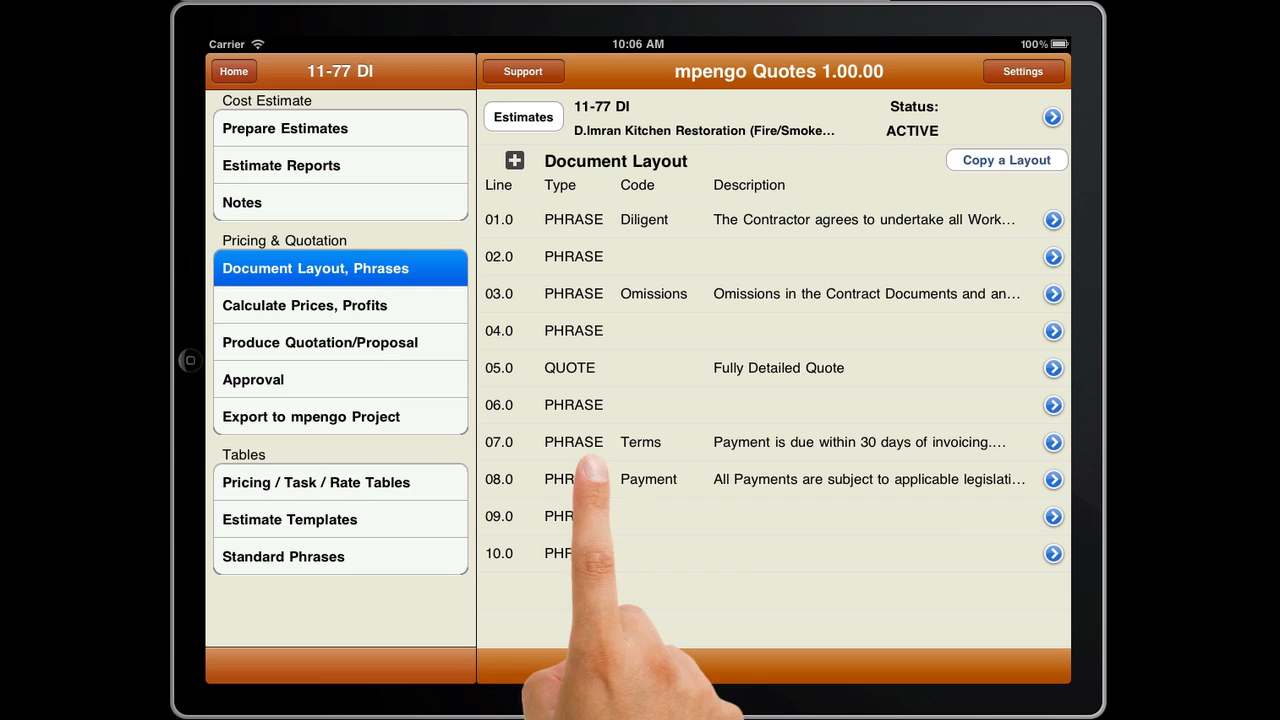 Carrier 10:06 AM 100%
Home 11-77 DI Support mpengo Quotes 1.00.00 Settings
Cost Estimate
Prepare Estimates
Estimate Reports
Notes
Pricing & Quotation
Document Layout, Phrases
Calculate Prices, Profits
Produce Quotation/Proposal
Approval
Export to mpengo Project
Tables
Pricing / Task / Rate Tables
Estimate Templates
Standard Phrases
Estimates
11-77 DI Status:
D.Imran Kitchen Restoration (Fire/Smoke... ACTIVE
Document Layout Copy a Layout
Line Type Code Description
01.0 PHRASE Diligent The Contractor agrees to undertake all Work...
02.0 PHRASE
03.0 PHRASE Omissions Omissions in the Contract Documents and an...
04.0 PHRASE
05.0 QUOTE Fully Detailed Quote
06.0 PHRASE
07.0 PHRASE Terms Payment is due within 30 days of invoicing....
08.0 PHR Payment All Payments are subject to applicable legislati...
09.0 PHR
10.0 PHR